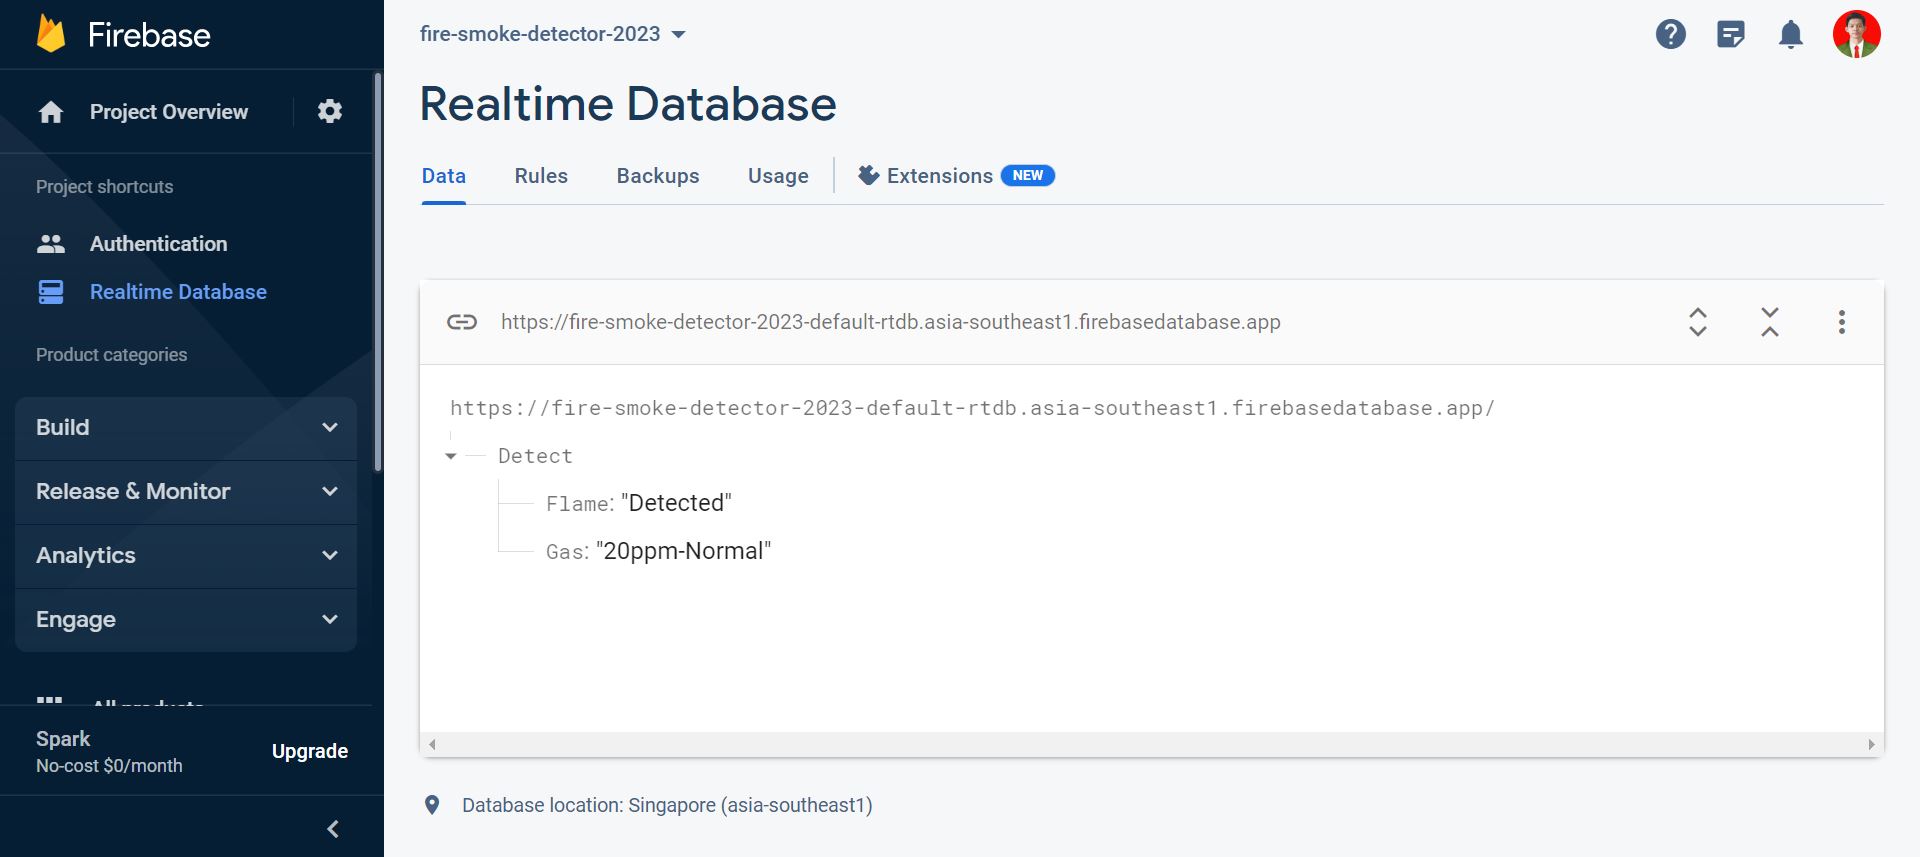 Firebase
Project Overview
Project shortcuts
Authentication
Realtime Database
Product categories
Build
Release & Monitor
Analytics
Engage
All products
Spark
No-cost $0/month
Upgrade
fire-smoke-detector-2023
Realtime Database
Data Rules Backups Usage Extensions NEW
https://fire-smoke-detector-2023-default-rtdb.asia-southeast1.firebasedatabase.app
https://fire-smoke-detector-2023-default-rtdb.asia-southeast1.firebasedatabase.app/
Detect
Flame: "Detected"
Gas: "20ppm-Normal"
Database location: Singapore (asia-southeast1)